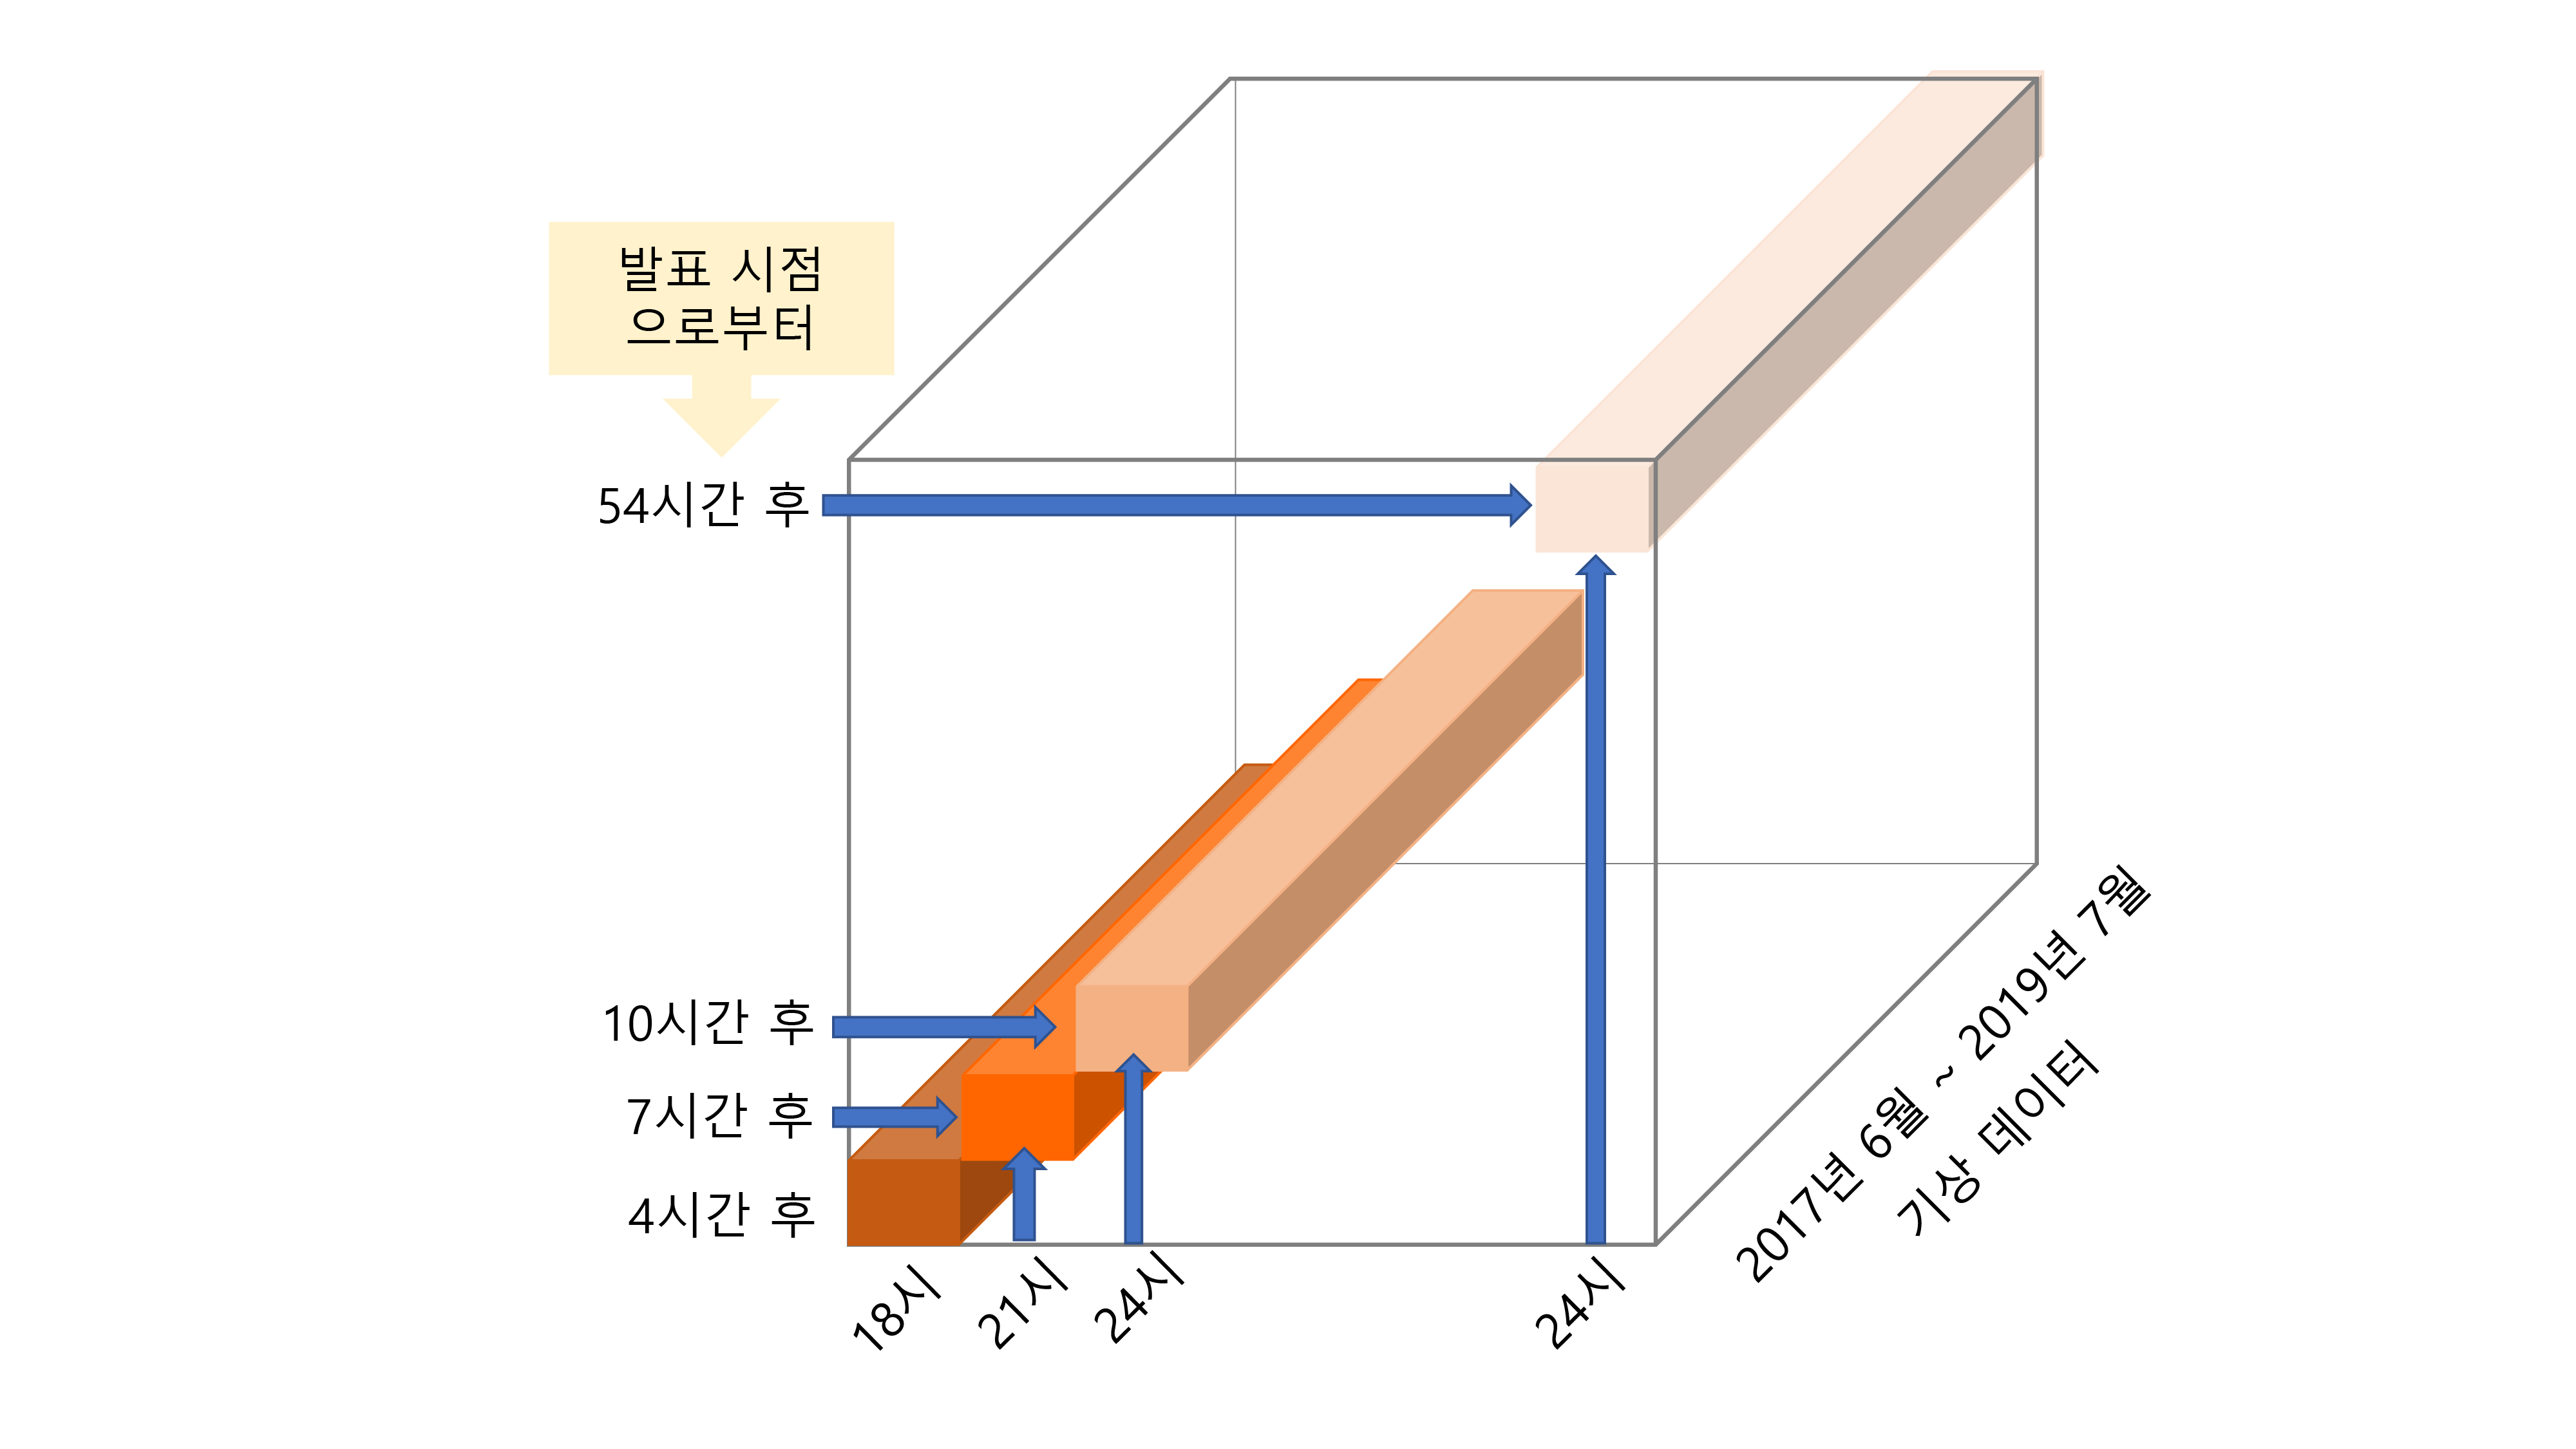 발표 시점
으로부터
54시간 후
10시간 후
7시간 후
4시간 후
18시
21시
24시
24시
2017년 6월 ~ 2019년 7월
기상 데이터